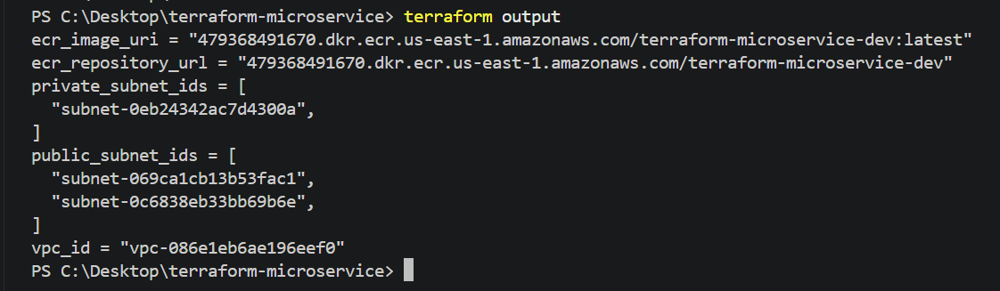 PS C:\Desktop\terraform-microservice> terraform output
ecr_image_uri = "479368491670.dkr.ecr.us-east-1.amazonaws.com/terraform-microservice-dev:latest"
ecr_repository_url = "479368491670.dkr.ecr.us-east-1.amazonaws.com/terraform-microservice-dev"
private_subnet_ids = [
  "subnet-0eb24342ac7d4300a",
]
public_subnet_ids = [
  "subnet-069ca1cb13b53fac1",
  "subnet-0c6838eb33bb69b6e",
]
vpc_id = "vpc-086e1eb6ae196eef0"
PS C:\Desktop\terraform-microservice>